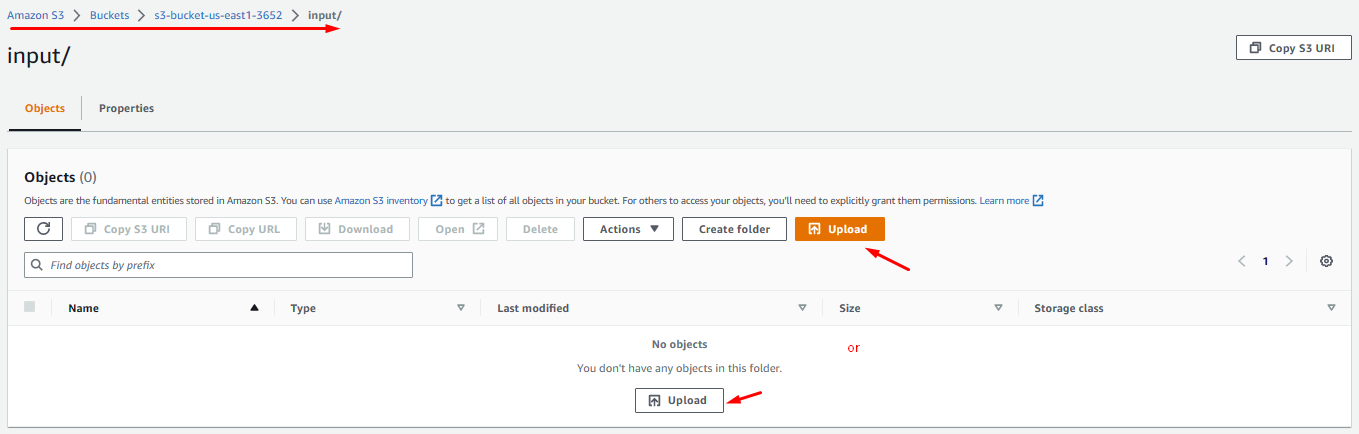 Amazon S3 > Buckets > s3-bucket-us-east1-3652 > input/
input/
Copy S3 URI
Objects
Properties
Objects (0)
Objects are the fundamental entities stored in Amazon S3. You can use Amazon S3 inventory to get a list of all objects in your bucket. For others to access your objects, you'll need to explicitly grant them permissions. Learn more
Copy S3 URI Copy URL Download Open Delete Actions Create folder Upload
Find objects by prefix
1
Name Type Last modified Size Storage class
No objects
or
You don't have any objects in this folder.
Upload